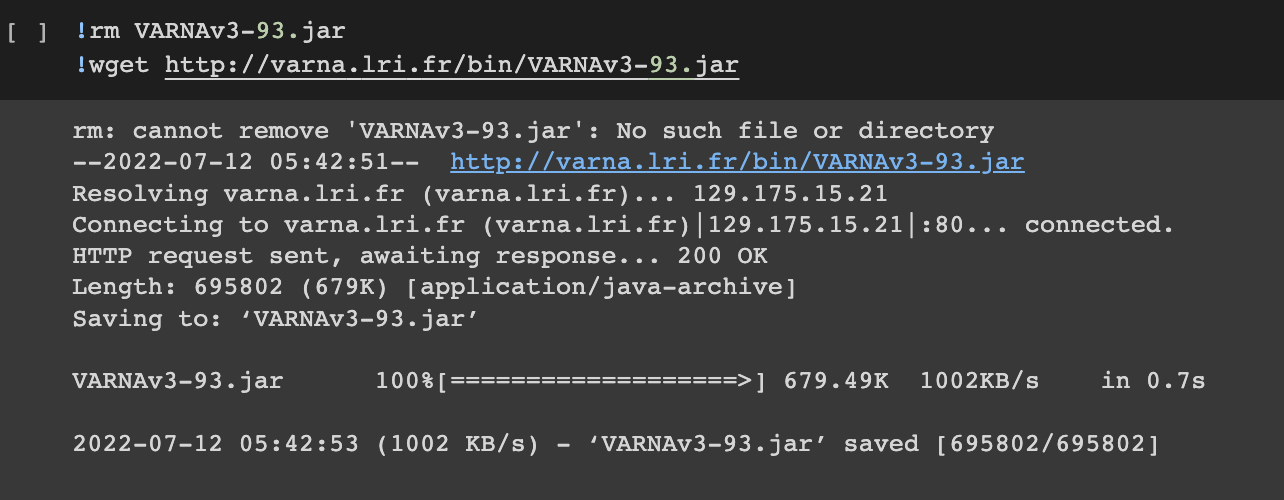 [ ] !rm VARNAv3-93.jar
!wget http://varna.lri.fr/bin/VARNAv3-93.jar
rm: cannot remove 'VARNAv3-93.jar': No such file or directory
--2022-07-12 05:42:51--  http://varna.lri.fr/bin/VARNAv3-93.jar
Resolving varna.lri.fr (varna.lri.fr)... 129.175.15.21
Connecting to varna.lri.fr (varna.lri.fr)|129.175.15.21|:80... connected.
HTTP request sent, awaiting response... 200 OK
Length: 695802 (679K) [application/java-archive]
Saving to: ‘VARNAv3-93.jar’
VARNAv3-93.jar      100%[===================>] 679.49K  1002KB/s    in 0.7s
2022-07-12 05:42:53 (1002 KB/s) - ‘VARNAv3-93.jar’ saved [695802/695802]